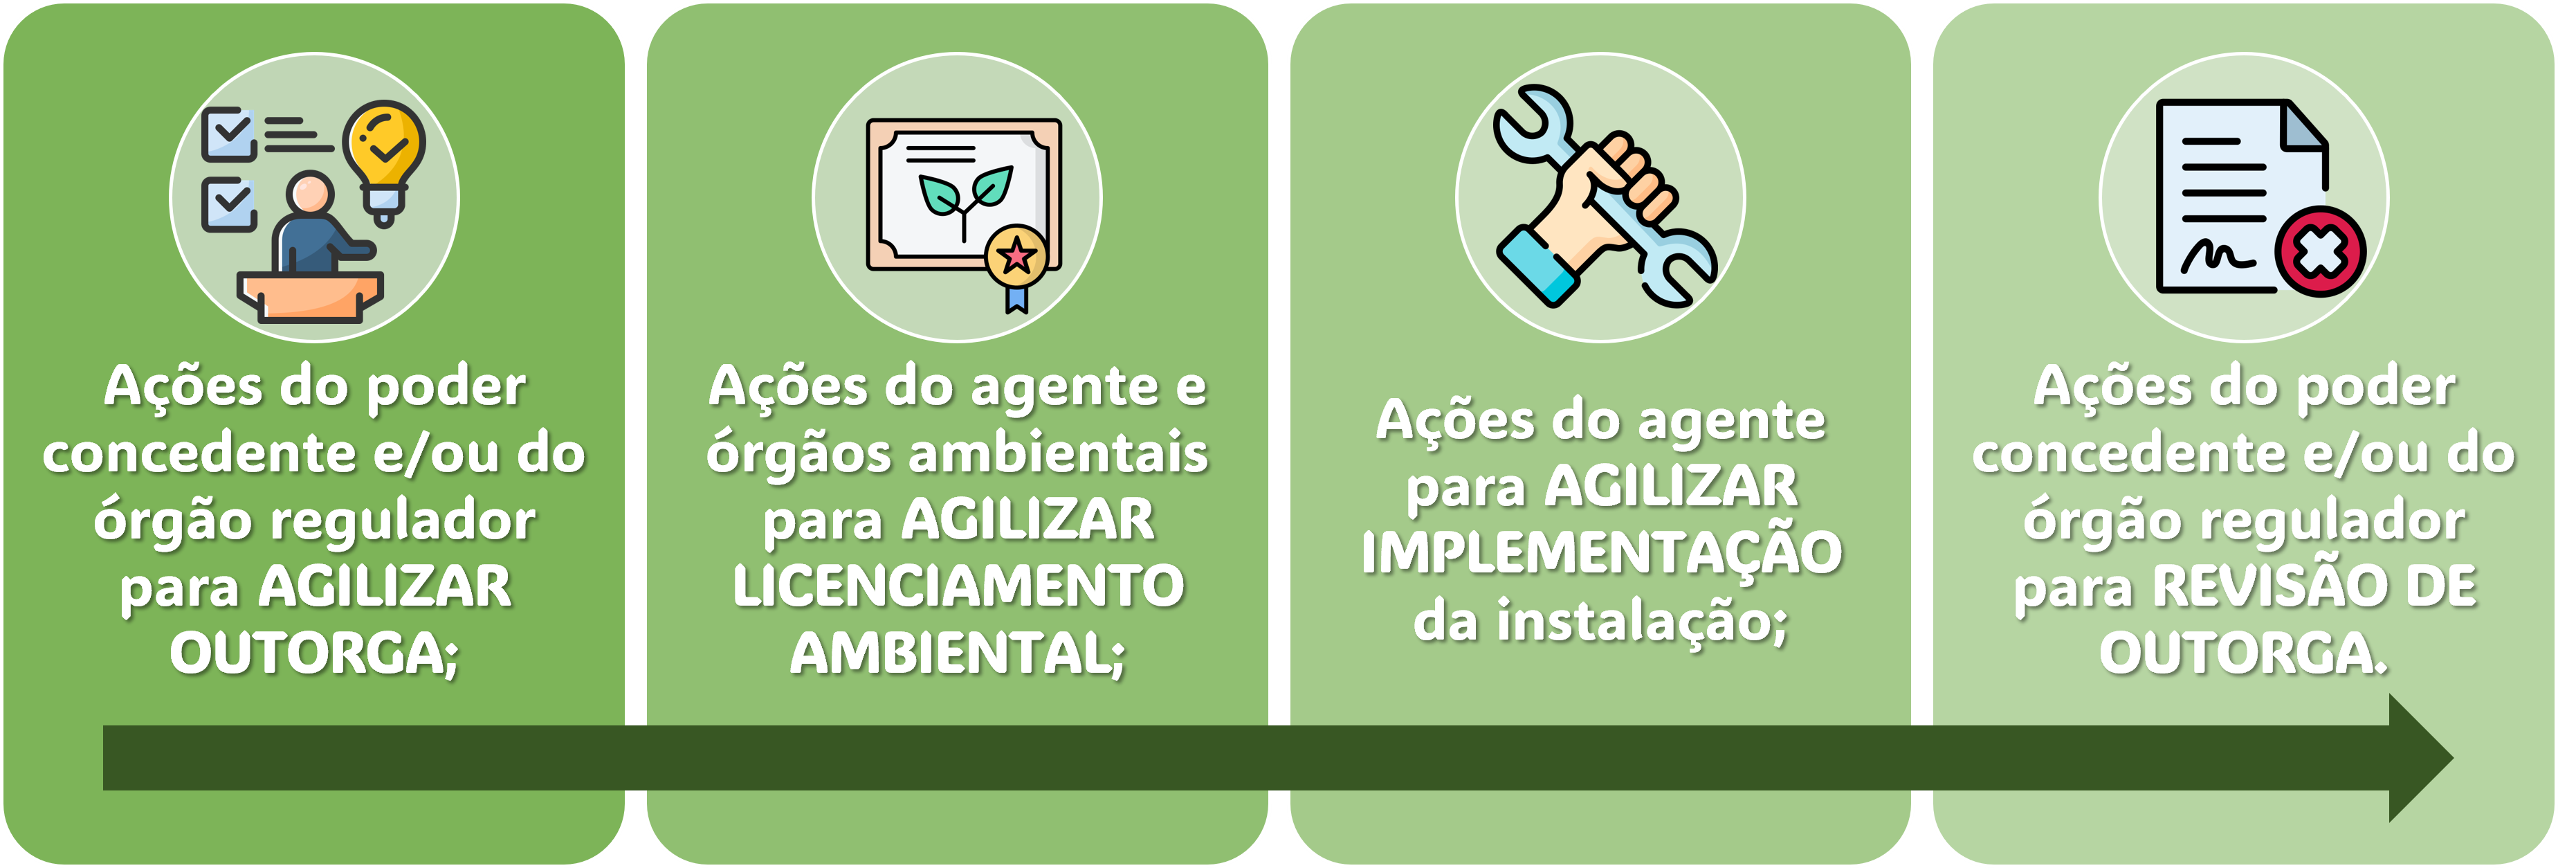 Ações do poder
concedente e/ou do
órgão regulador
para AGILIZAR
OUTORGA;
Ações do agente e
órgãos ambientais
para AGILIZAR
LICENCIAMENTO
AMBIENTAL;
Ações do agente
para AGILIZAR
IMPLEMENTAÇÃO
da instalação;
Ações do poder
concedente e/ou do
órgão regulador
para REVISÃO DE
OUTORGA.